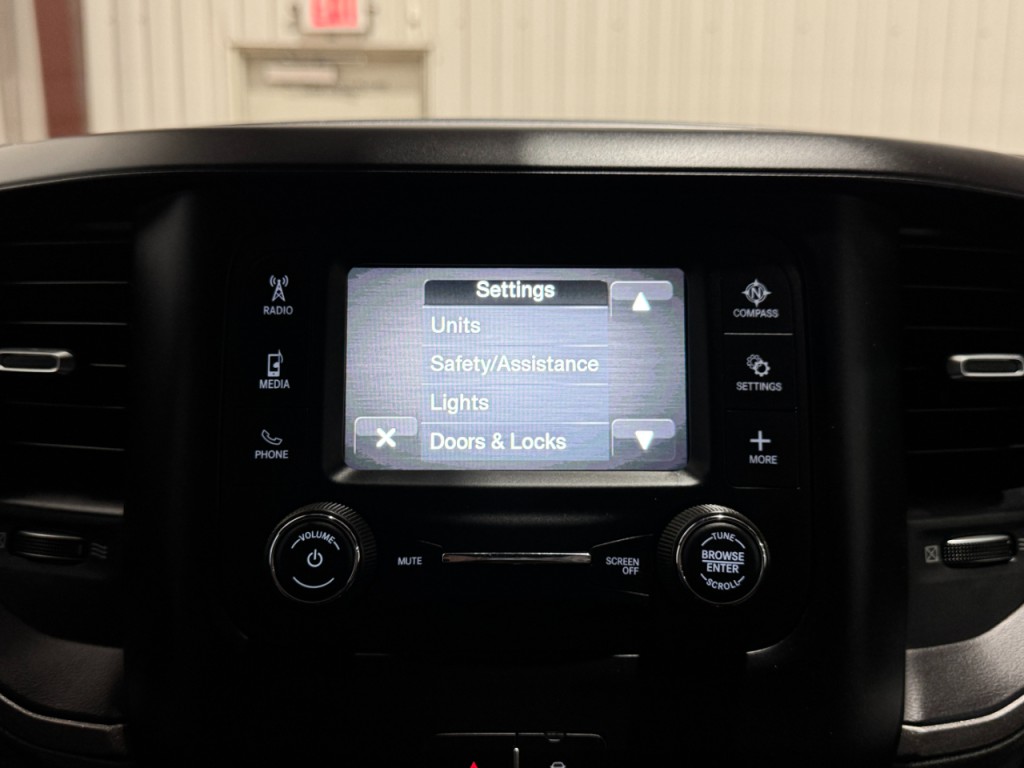 EXIT
RADIO
MEDIA
PHONE
Settings
Units
Safety/Assistance
Lights
Doors & Locks
N
COMPASS
SETTINGS
MORE
VOLUME
MUTE
SCREEN
OFF
TUNE
BROWSE
ENTER
SCROLL